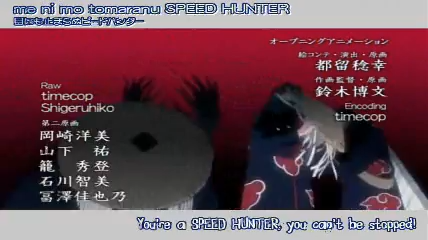 me ni mo tomaranu SPEED HUNTER
目にもとまらぬスピードハンター
オープニングアニメーション
絵コンテ・演出・原画
都留稔幸
作画監督・原画
鈴木博文
Raw
timecop
Shigeruhiko
Encoding
timecop
第二原画
岡崎洋美
山下 祐
籠 秀登
石川智美
冨澤佳也乃
You're a SPEED HUNTER, you can't be stopped!